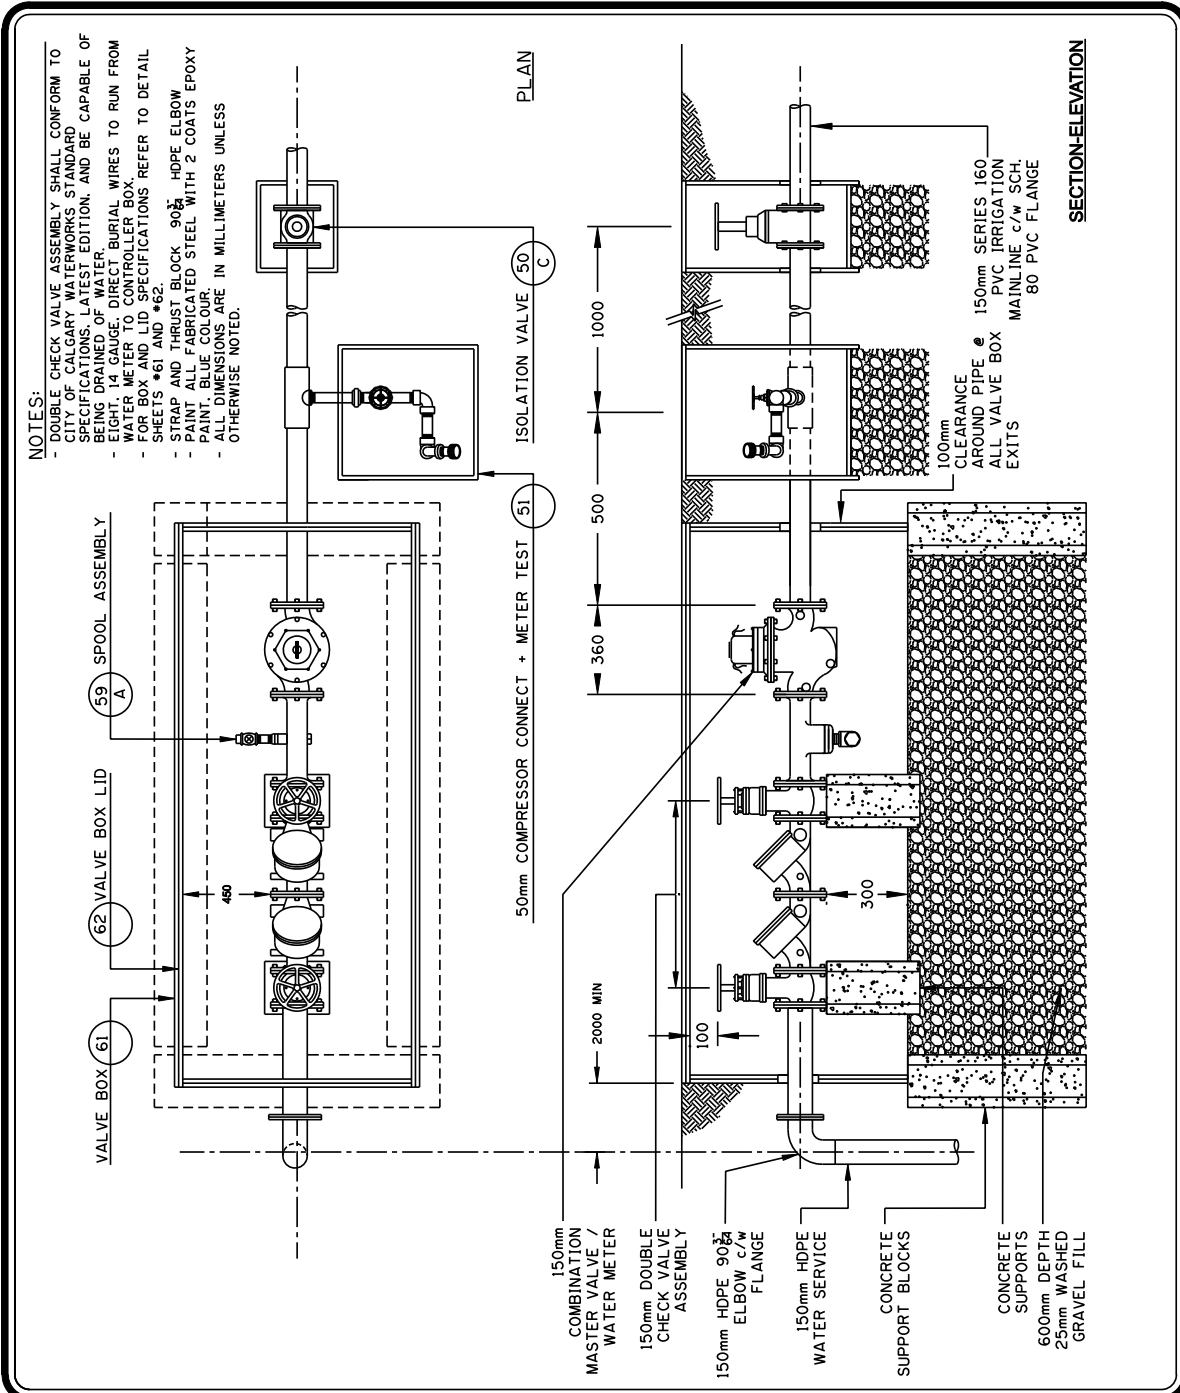 NOTES:
- DOUBLE CHECK VALVE ASSEMBLY SHALL CONFORM TO
CITY OF CALGARY WATERWORKS STANDARD
SPECIFICATIONS, LATEST EDITION, AND BE CAPABLE OF
BEING DRAINED OF WATER.
- EIGHT, 14 GAUGE, DIRECT BURIAL WIRES TO RUN FROM
WATER METER TO CONTROLLER BOX.
- FOR BOX AND LID SPECIFICATIONS REFER TO DETAIL
SHEETS #61 AND #62.
- STRAP AND THRUST BLOCK 90 HDPE ELBOW
- PAINT ALL FABRICATED STEEL WITH 2 COATS EPOXY
PAINT, BLUE COLOUR.
- ALL DIMENSIONS ARE IN MILLIMETERS UNLESS
OTHERWISE NOTED.
VALVE BOX 61
62 VALVE BOX LID
59 A SPOOL ASSEMBLY
450
50mm COMPRESSOR CONNECT + METER TEST 51
ISOLATION VALVE 50 C
PLAN
2000 MIN
360
500
1000
100
300
150mm
COMBINATION
MASTER VALVE /
WATER METER
150mm DOUBLE
CHECK VALVE
ASSEMBLY
150mm HDPE 90
ELBOW c/w
FLANGE
150mm HDPE
WATER SERVICE
CONCRETE
SUPPORT BLOCKS
CONCRETE
SUPPORTS
600mm DEPTH
25mm WASHED
GRAVEL FILL
100mm
CLEARANCE
AROUND PIPE @
ALL VALVE BOX
EXITS
150mm SERIES 160
PVC IRRIGATION
MAINLINE c/w SCH.
80 PVC FLANGE
SECTION-ELEVATION